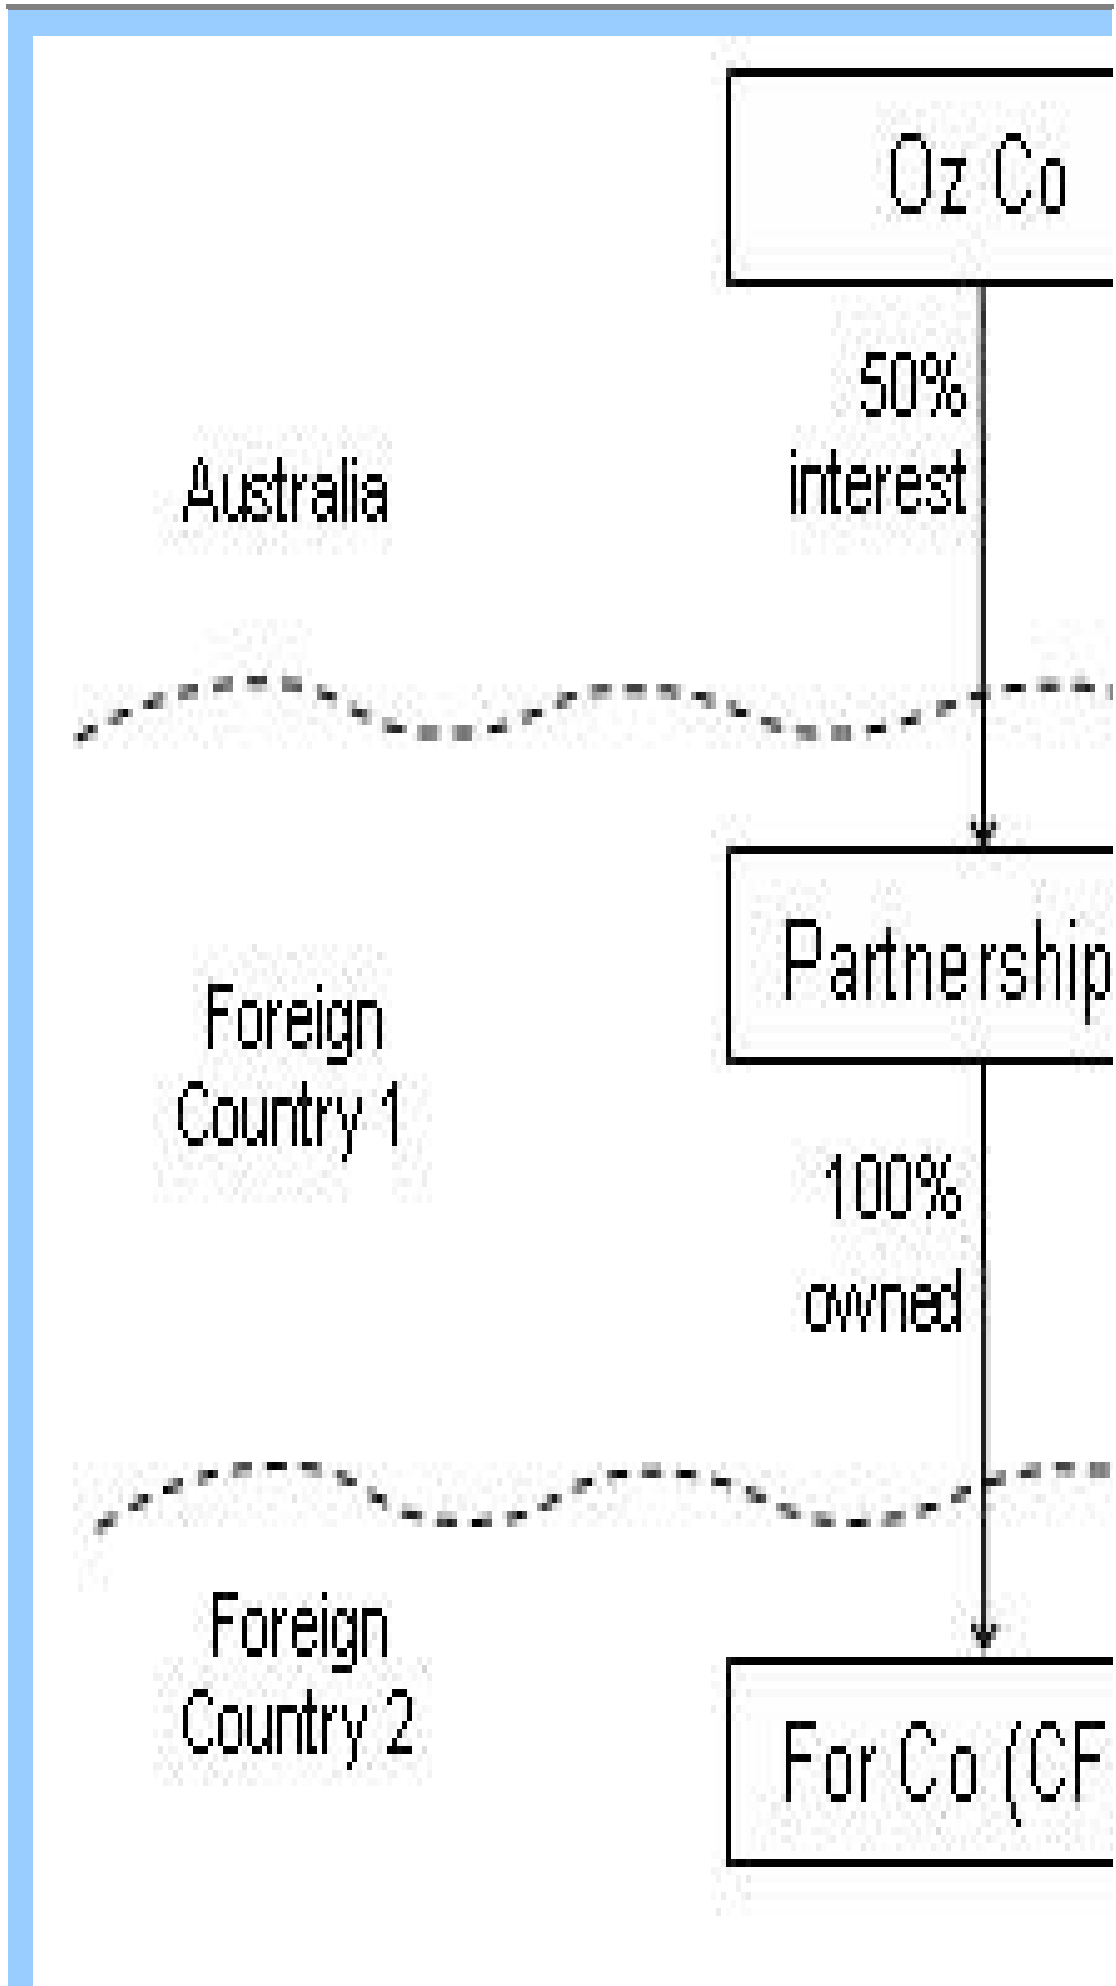 Oz Co
50%
interest
Australia
Partnership
Foreign
Country 1
100%
owned
Foreign
Country 2
For Co (CF